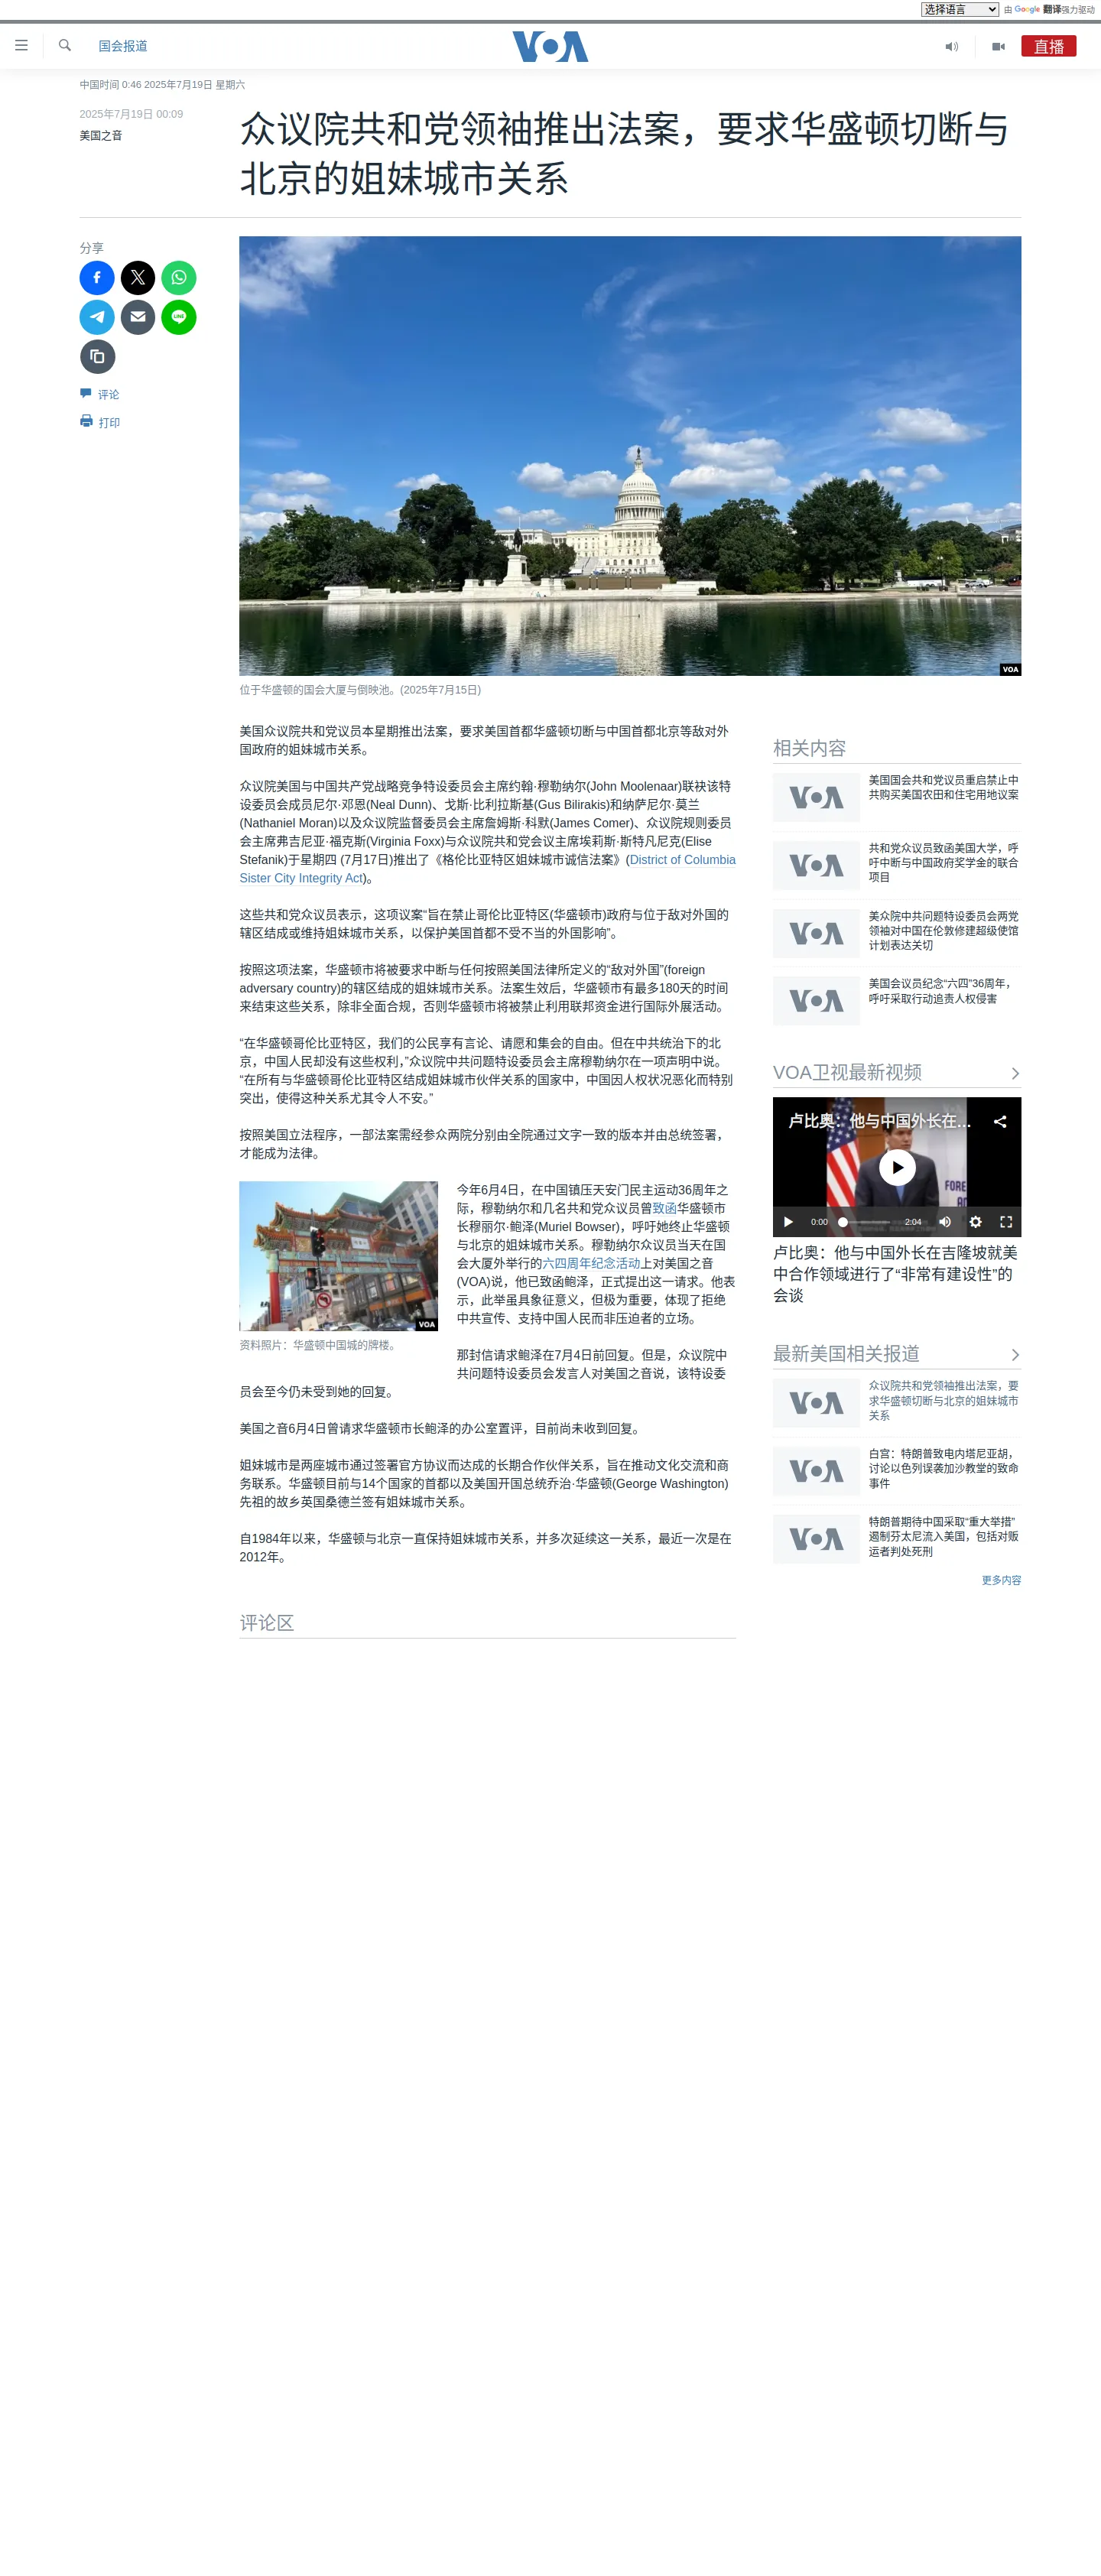 选择语言
由 Google 翻译强力驱动
国会报道
VOA
直播
中国时间 0:46 2025年7月19日 星期六
2025年7月19日 00:09
美国之音
众议院共和党领袖推出法案，要求华盛顿切断与
北京的姐妹城市关系
分享
LINE
评论
打印
VOA
位于华盛顿的国会大厦与倒映池。(2025年7月15日)
美国众议院共和党议员本星期推出法案，要求美国首都华盛顿切断与中国首都北京等敌对外
国政府的姐妹城市关系。
众议院美国与中国共产党战略竞争特设委员会主席约翰·穆勒纳尔(John Moolenaar)联袂该特
设委员会成员尼尔·邓恩(Neal Dunn)、戈斯·比利拉斯基(Gus Bilirakis)和纳萨尼尔·莫兰
(Nathaniel Moran)以及众议院监督委员会主席詹姆斯·科默(James Comer)、众议院规则委员
会主席弗吉尼亚·福克斯(Virginia Foxx)与众议院共和党会议主席埃莉斯·斯特凡尼克(Elise
Stefanik)于星期四 (7月17日)推出了《格伦比亚特区姐妹城市诚信法案》(District of Columbia
Sister City Integrity Act)。
这些共和党众议员表示，这项议案“旨在禁止哥伦比亚特区(华盛顿市)政府与位于敌对外国的
辖区结成或维持姐妹城市关系，以保护美国首都不受不当的外国影响”。
按照这项法案，华盛顿市将被要求中断与任何按照美国法律所定义的“敌对外国”(foreign
adversary country)的辖区结成的姐妹城市关系。法案生效后，华盛顿市有最多180天的时间
来结束这些关系，除非全面合规，否则华盛顿市将被禁止利用联邦资金进行国际外展活动。
“在华盛顿哥伦比亚特区，我们的公民享有言论、请愿和集会的自由。但在中共统治下的北
京，中国人民却没有这些权利，”众议院中共问题特设委员会主席穆勒纳尔在一项声明中说。
“在所有与华盛顿哥伦比亚特区结成姐妹城市伙伴关系的国家中，中国因人权状况恶化而特别
突出，使得这种关系尤其令人不安。”
按照美国立法程序，一部法案需经参众两院分别由全院通过文字一致的版本并由总统签署，
才能成为法律。
VOA
资料照片：华盛顿中国城的牌楼。
今年6月4日，在中国镇压天安门民主运动36周年之
际，穆勒纳尔和几名共和党众议员曾致函华盛顿市
长穆丽尔·鲍泽(Muriel Bowser)，呼吁她终止华盛顿
与北京的姐妹城市关系。穆勒纳尔众议员当天在国
会大厦外举行的六四周年纪念活动上对美国之音
(VOA)说，他已致函鲍泽，正式提出这一请求。他表
示，此举虽具象征意义，但极为重要，体现了拒绝
中共宣传、支持中国人民而非压迫者的立场。
那封信请求鲍泽在7月4日前回复。但是，众议院中
共问题特设委员会发言人对美国之音说，该特设委
员会至今仍未受到她的回复。
美国之音6月4日曾请求华盛顿市长鲍泽的办公室置评，目前尚未收到回复。
姐妹城市是两座城市通过签署官方协议而达成的长期合作伙伴关系，旨在推动文化交流和商
务联系。华盛顿目前与14个国家的首都以及美国开国总统乔治·华盛顿(George Washington)
先祖的故乡英国桑德兰签有姐妹城市关系。
自1984年以来，华盛顿与北京一直保持姐妹城市关系，并多次延续这一关系，最近一次是在
2012年。
评论区
相关内容
VOA
美国国会共和党议员重启禁止中
共购买美国农田和住宅用地议案
VOA
共和党众议员致函美国大学，呼
吁中断与中国政府奖学金的联合
项目
VOA
美众院中共问题特设委员会两党
领袖对中国在伦敦修建超级使馆
计划表达关切
VOA
美国会议员纪念“六四”36周年，
呼吁采取行动追责人权侵害
VOA卫视最新视频
卢比奥：他与中国外长在...
FORE
0:00
2:04
卢比奥：他与中国外长在吉隆坡就美
中合作领域进行了“非常有建设性”的
会谈
最新美国相关报道
VOA
众议院共和党领袖推出法案，要
求华盛顿切断与北京的姐妹城市
关系
VOA
白宫：特朗普致电内塔尼亚胡，
讨论以色列误袭加沙教堂的致命
事件
VOA
特朗普期待中国采取“重大举措”
遏制芬太尼流入美国，包括对贩
运者判处死刑
更多内容